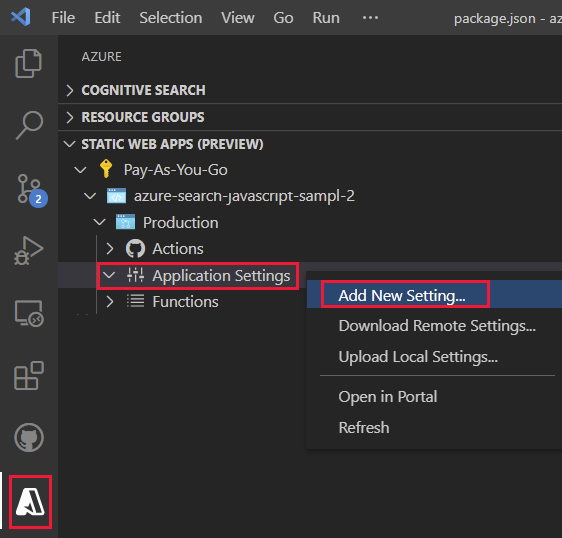 File Edit Selection View Go Run ··· package.json - az
AZURE
COGNITIVE SEARCH
RESOURCE GROUPS
STATIC WEB APPS (PREVIEW)
Pay-As-You-Go
azure-search-javascript-sampl-2
Production
Actions
Application Settings
Functions
Add New Setting...
Download Remote Settings...
Upload Local Settings...
Open in Portal
Refresh
2